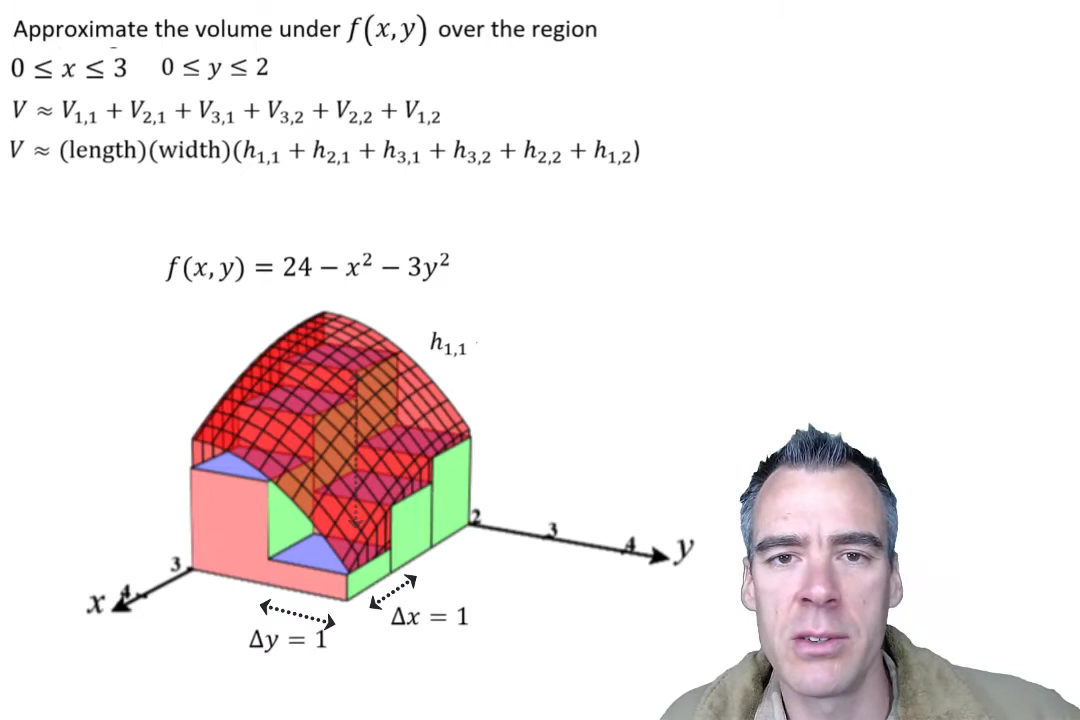 Approximate the volume under f(x,y) over the region
0 ≤ x ≤ 3 0 ≤ y ≤ 2
V ≈ V₁,₁ + V₂,₁ + V₃,₁ + V₃,₂ + V₂,₂ + V₁,₂
V ≈ (length)(width)(h₁,₁ + h₂,₁ + h₃,₁ + h₃,₂ + h₂,₂ + h₁,₂)
f(x,y) = 24 − x² − 3y²
h₁,₁
2 3 4 y
3
x 4
Δx = 1
Δy = 1